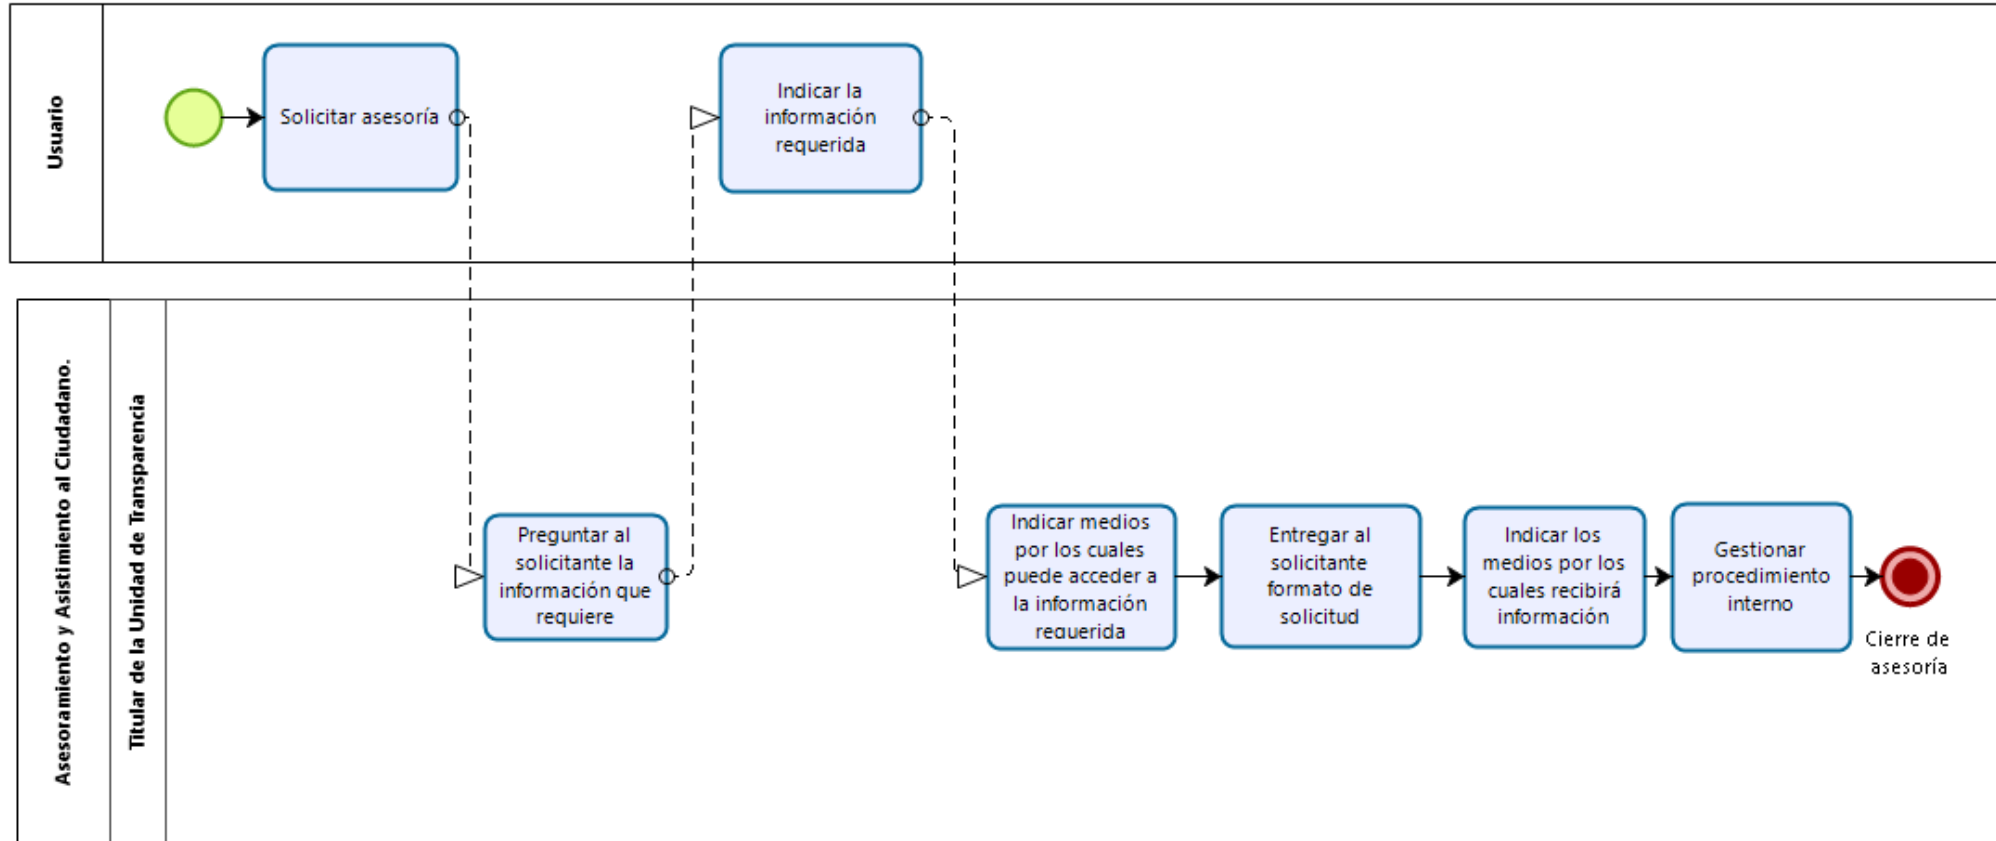 Usuario
Solicitar asesoría
Indicar la
información
requerida
Asesoramiento y Asistimiento al Ciudadano.
Titular de la Unidad de Transparencia
Preguntar al
solicitante la
información que
requiere
Indicar medios
por los cuales
puede acceder a
la información
requerida
Entregar al
solicitante
formato de
solicitud
Indicar los
medios por los
cuales recibirá
información
Gestionar
procedimiento
interno
Cierre de
asesoría